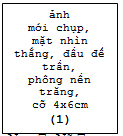 ảnh
mới chụp,
mặt nhìn
thẳng, đầu để
trần,
phông nền
trắng,
cỡ 4x6cm
(1)